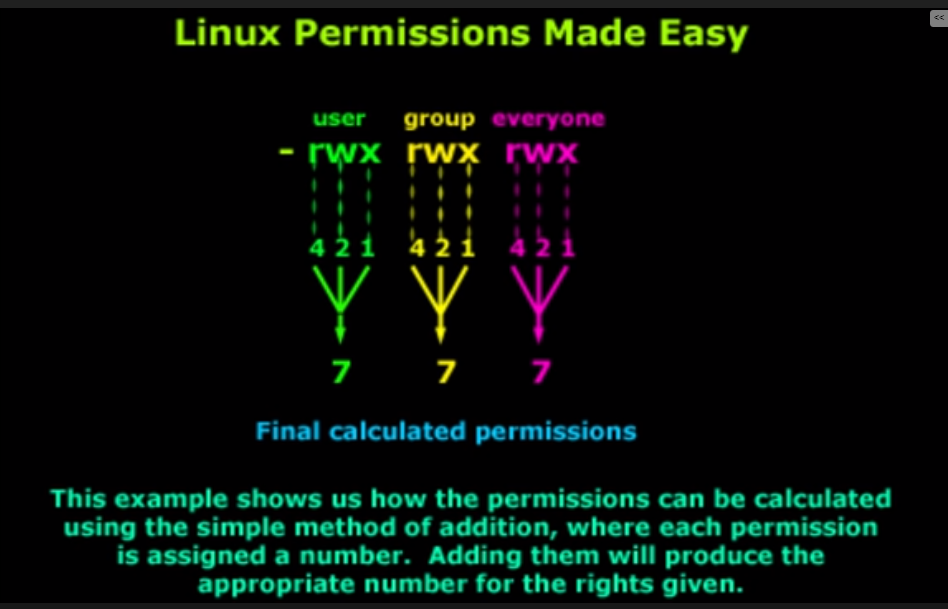 <<
Linux Permissions Made Easy
user group everyone
- rwx rwx rwx
4 2 1 4 2 1 4 2 1
7 7 7
Final calculated permissions
This example shows us how the permissions can be calculated
using the simple method of addition, where each permission
is assigned a number. Adding them will produce the
appropriate number for the rights given.